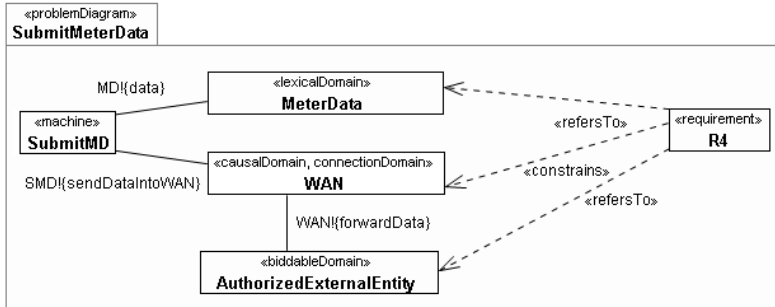 «problemDiagram»
SubmitMeterData
MD!{data}
«lexicalDomain»
MeterData
«machine»
SubmitMD
«refersTo»
«requirement»
R4
SMD!{sendDataIntoWAN}
«causalDomain, connectionDomain»
WAN
«constrains»
«refersTo»
WAN!{forwardData}
«biddableDomain»
AuthorizedExternalEntity